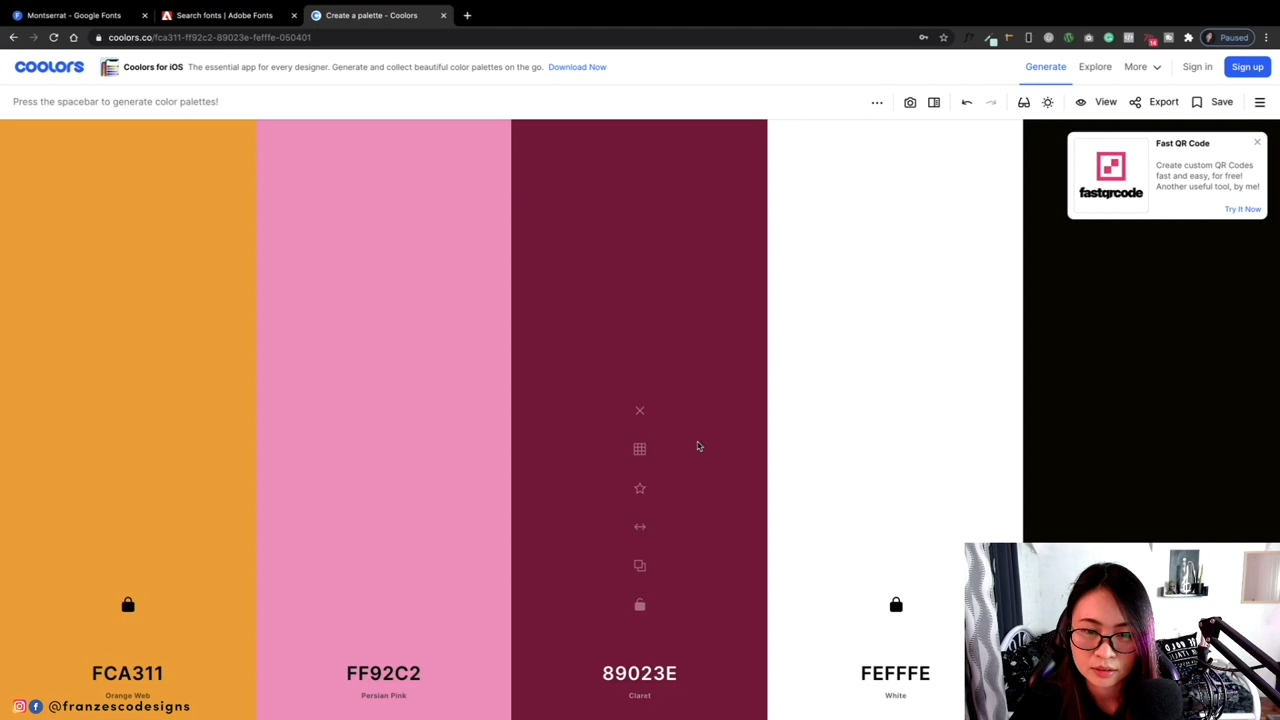 Montserrat - Google Fonts
Search fonts | Adobe Fonts
Create a palette - Coolors
coolors.co/fca311-ff92c2-89023e-fefffe-050401
Paused
coolors
Coolors for iOS The essential app for every designer. Generate and collect beautiful color palettes on the go. Download Now
Generate
Explore
More
Sign in
Sign up
Press the spacebar to generate color palettes!
View
Export
Save
Fast QR Code
Create custom QR Codes
fast and easy, for free!
Another useful tool, by me!
fastqrcode
Try It Now
FCA311
Orange Web
FF92C2
Persian Pink
89023E
Claret
FEFFFE
White
@franzescodesigns